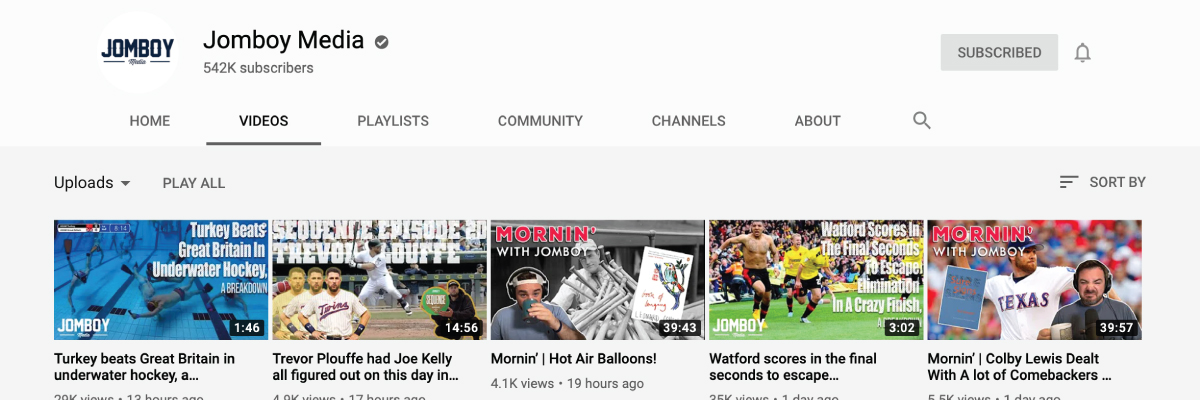 JOMBOY
Media
Jomboy Media
542K subscribers
SUBSCRIBED
HOME
VIDEOS
PLAYLISTS
COMMUNITY
CHANNELS
ABOUT
Uploads
PLAY ALL
SORT BY
8:14
Turkey Beats
Great Britain In
Underwater Hockey,
A BREAKDOWN
JOMBOY
Media
1:46
SEQUENCE EPISODE 20
TREVOR PLOUFFE
Twins
SEQUENCE
14:56
MORNIN'
WITH JOMBOY
39:43
Watford Scores In
The Final Seconds
To Escape
Elimination
In A Crazy Finish,
JOMBOY
Media
3:02
MORNIN'
WITH JOMBOY
TEXAS
39:57
Turkey beats Great Britain in
underwater hockey, a...
29K views • 13 hours ago
Trevor Plouffe had Joe Kelly
all figured out on this day in...
4.9K views • 17 hours ago
Mornin’ | Hot Air Balloons!
4.1K views • 19 hours ago
Watford scores in the final
seconds to escape...
35K views • 1 day ago
Mornin’ | Colby Lewis Dealt
With A lot of Comebackers ...
5.5K views • 1 day ago